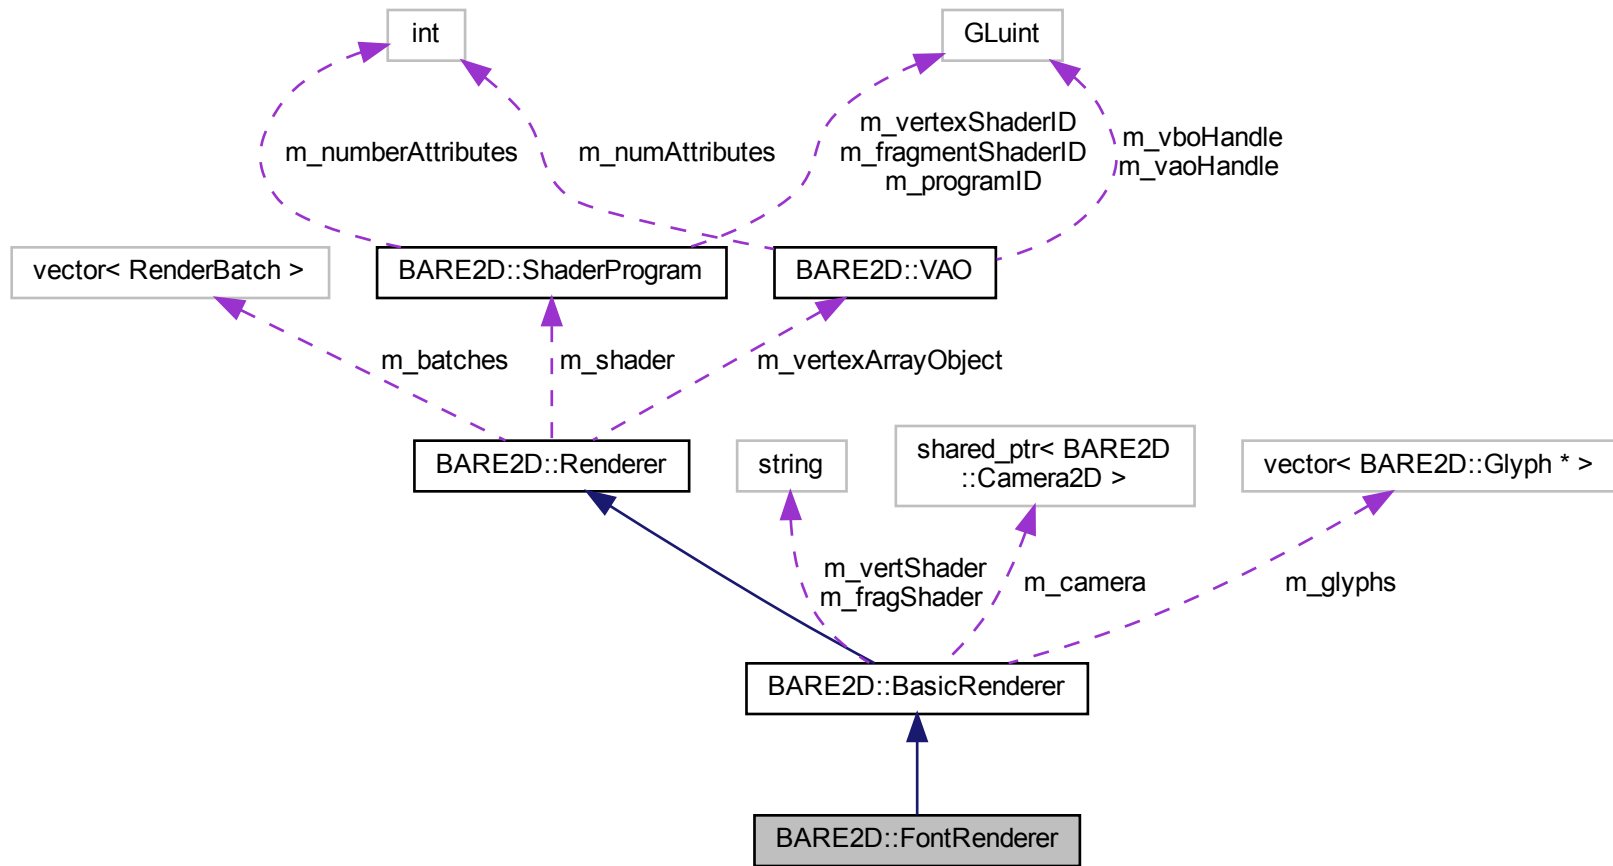 int
GLuint
m_numberAttributes
m_numAttributes
m_vertexShaderID
m_fragmentShaderID
m_programID
m_vboHandle
m_vaoHandle
vector< RenderBatch >
BARE2D::ShaderProgram
BARE2D::VAO
m_batches
m_shader
m_vertexArrayObject
BARE2D::Renderer
string
shared_ptr< BARE2D
::Camera2D >
vector< BARE2D::Glyph * >
m_vertShader
m_fragShader
m_camera
m_glyphs
BARE2D::BasicRenderer
BARE2D::FontRenderer